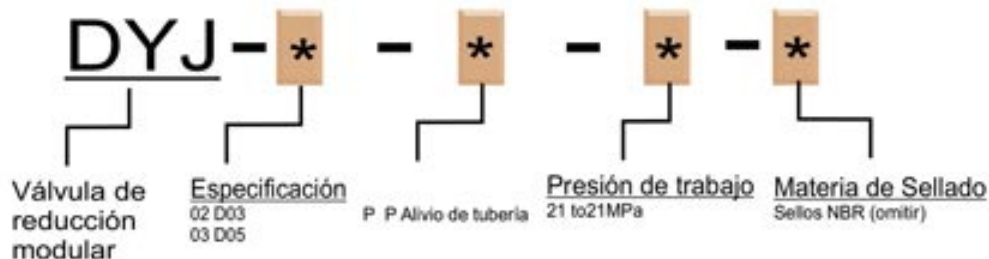 DYJ - * - * - * - *
Válvula de
reducción
modular
Especificación
02 D03
03 D05
P P Alivio de tubería
Presión de trabajo
21 to21MPa
Materia de Sellado
Sellos NBR (omitir)